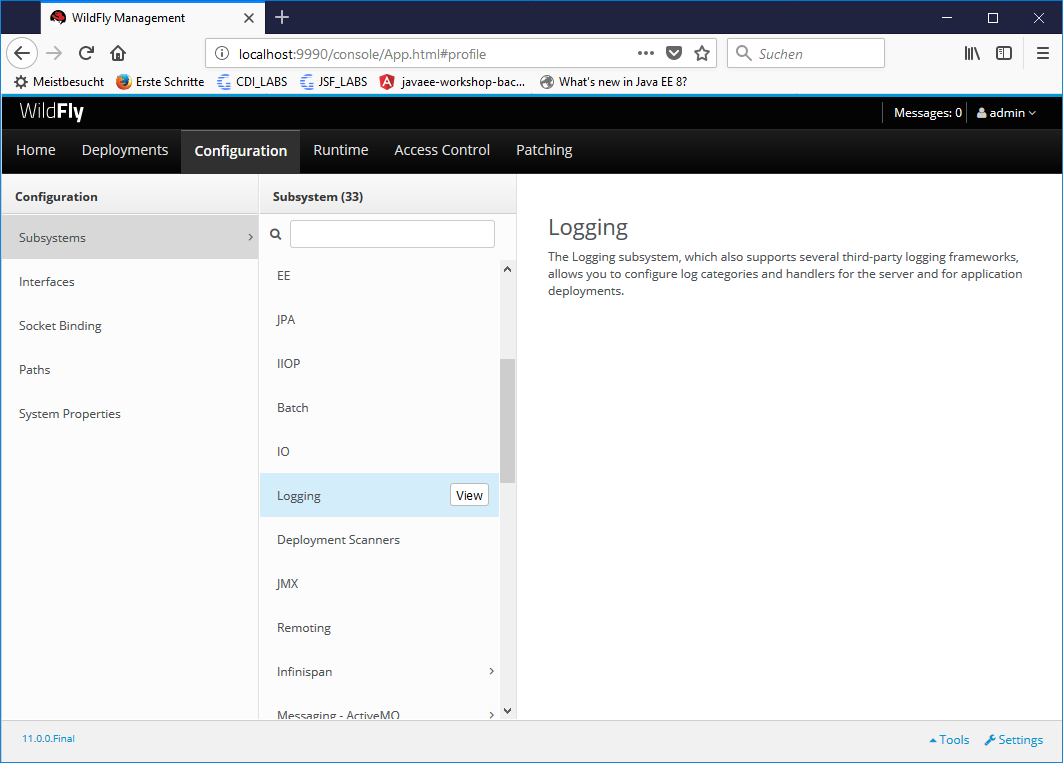 WildFly Management
localhost:9990/console/App.html#profile
Suchen
Meistbesucht
Erste Schritte
CDI_LABS
JSF_LABS
javaee-workshop-bac...
What's new in Java EE 8?
WildFly
Messages: 0
admin
Home
Deployments
Configuration
Runtime
Access Control
Patching
Configuration
Subsystems
Interfaces
Socket Binding
Paths
System Properties
Subsystem (33)
EE
JPA
IIOP
Batch
IO
Logging
View
Deployment Scanners
JMX
Remoting
Infinispan
Messaging - ActiveMQ
Logging
The Logging subsystem, which also supports several third-party logging frameworks,
allows you to configure log categories and handlers for the server and for application
deployments.
11.0.0.Final
Tools
Settings